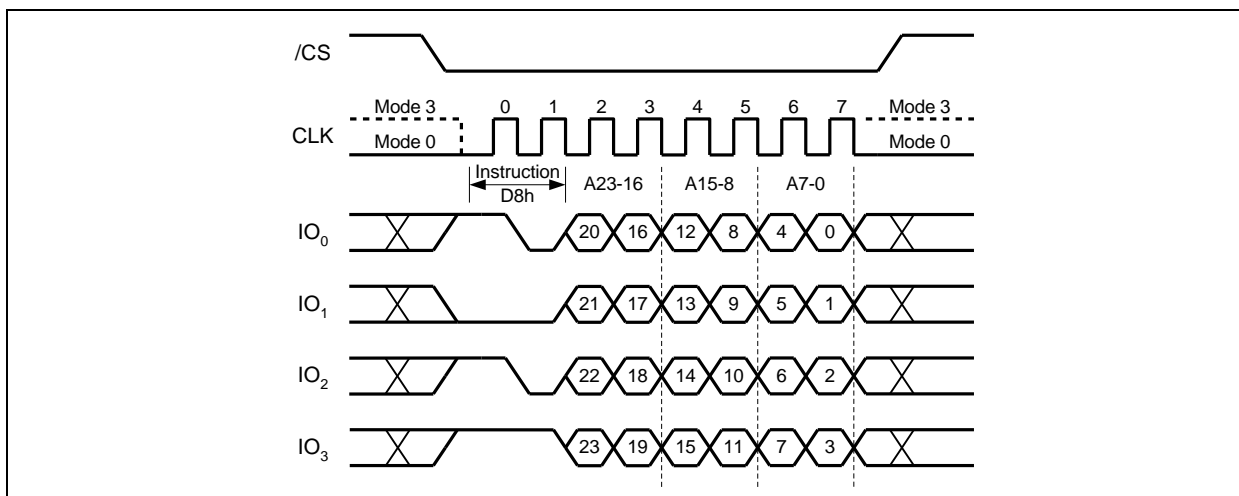 /CS
Mode 3 0 1 2 3 4 5 6 7 Mode 3
CLK
Mode 0 Mode 0
Instruction
D8h
A23-16 A15-8 A7-0
IO0 20 16 12 8 4 0
IO1 21 17 13 9 5 1
IO2 22 18 14 10 6 2
IO3 23 19 15 11 7 3